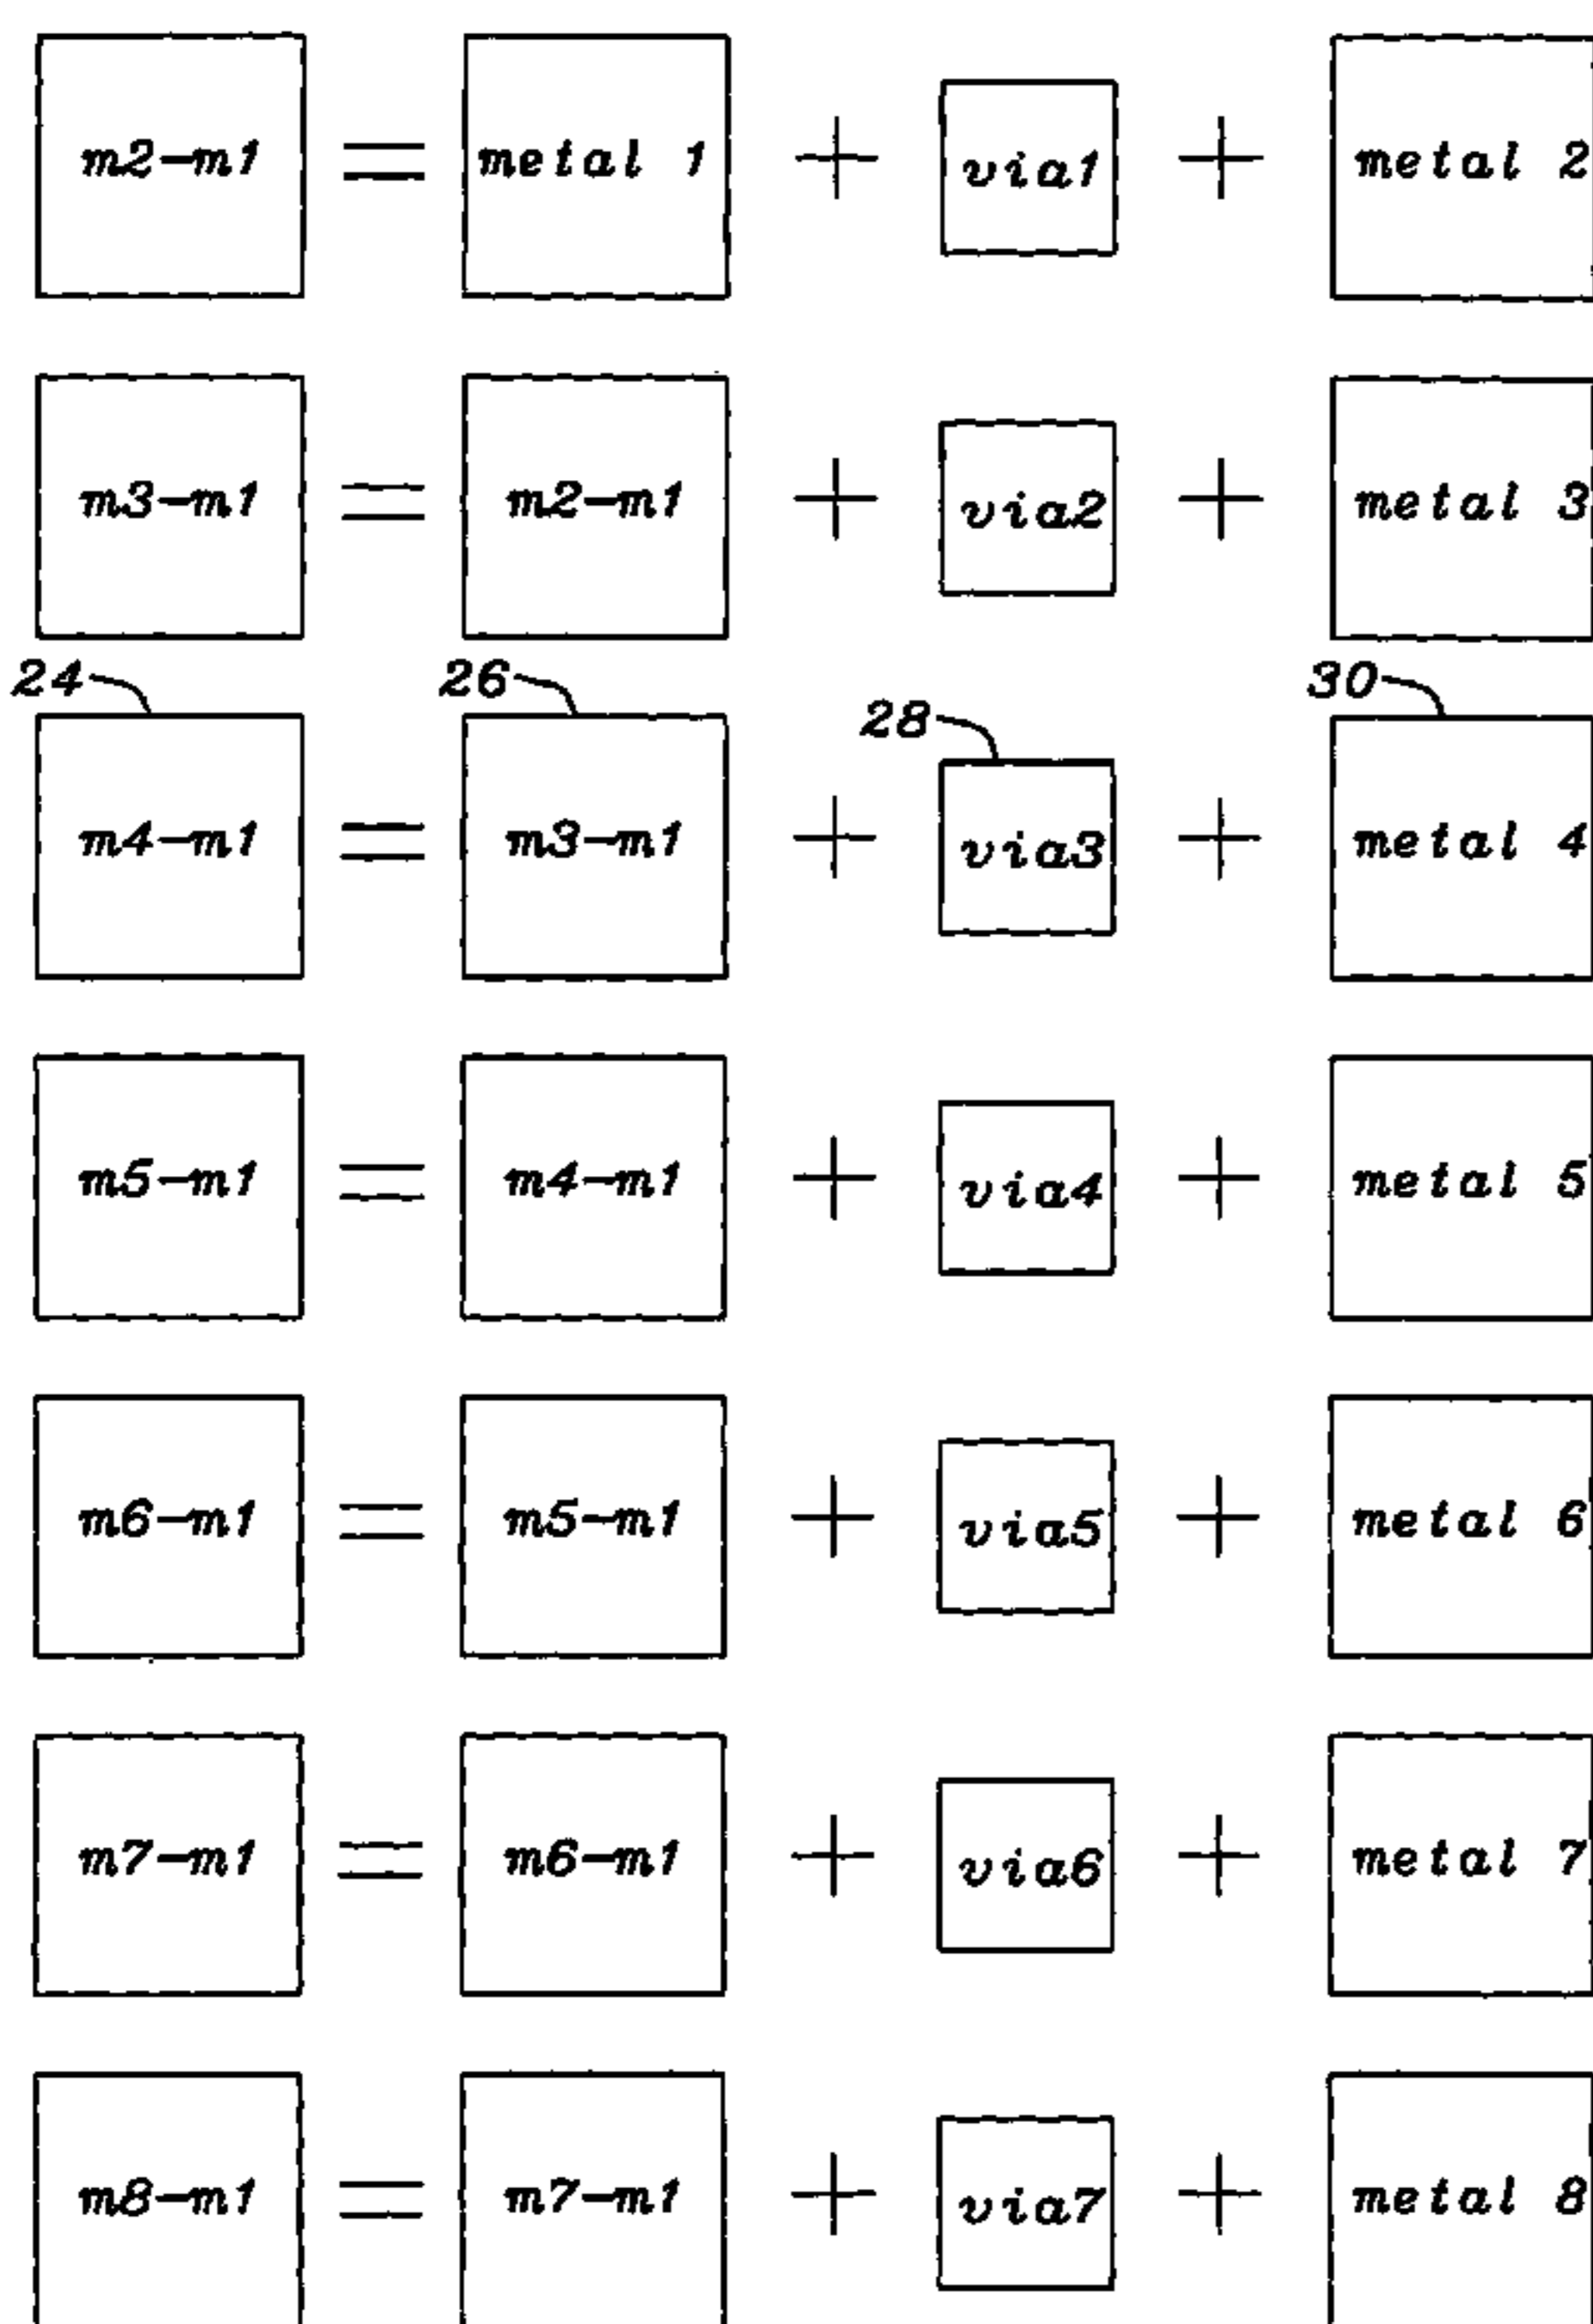 m2-m1 = metal 1 + via1 + metal 2
m3-m1 = m2-m1 + via2 + metal 3
24 26 28 30
m4-m1 = m3-m1 + via3 + metal 4
m5-m1 = m4-m1 + via4 + metal 5
m6-m1 = m5-m1 + via5 + metal 6
m7-m1 = m6-m1 + via6 + metal 7
m8-m1 = m7-m1 + via7 + metal 8